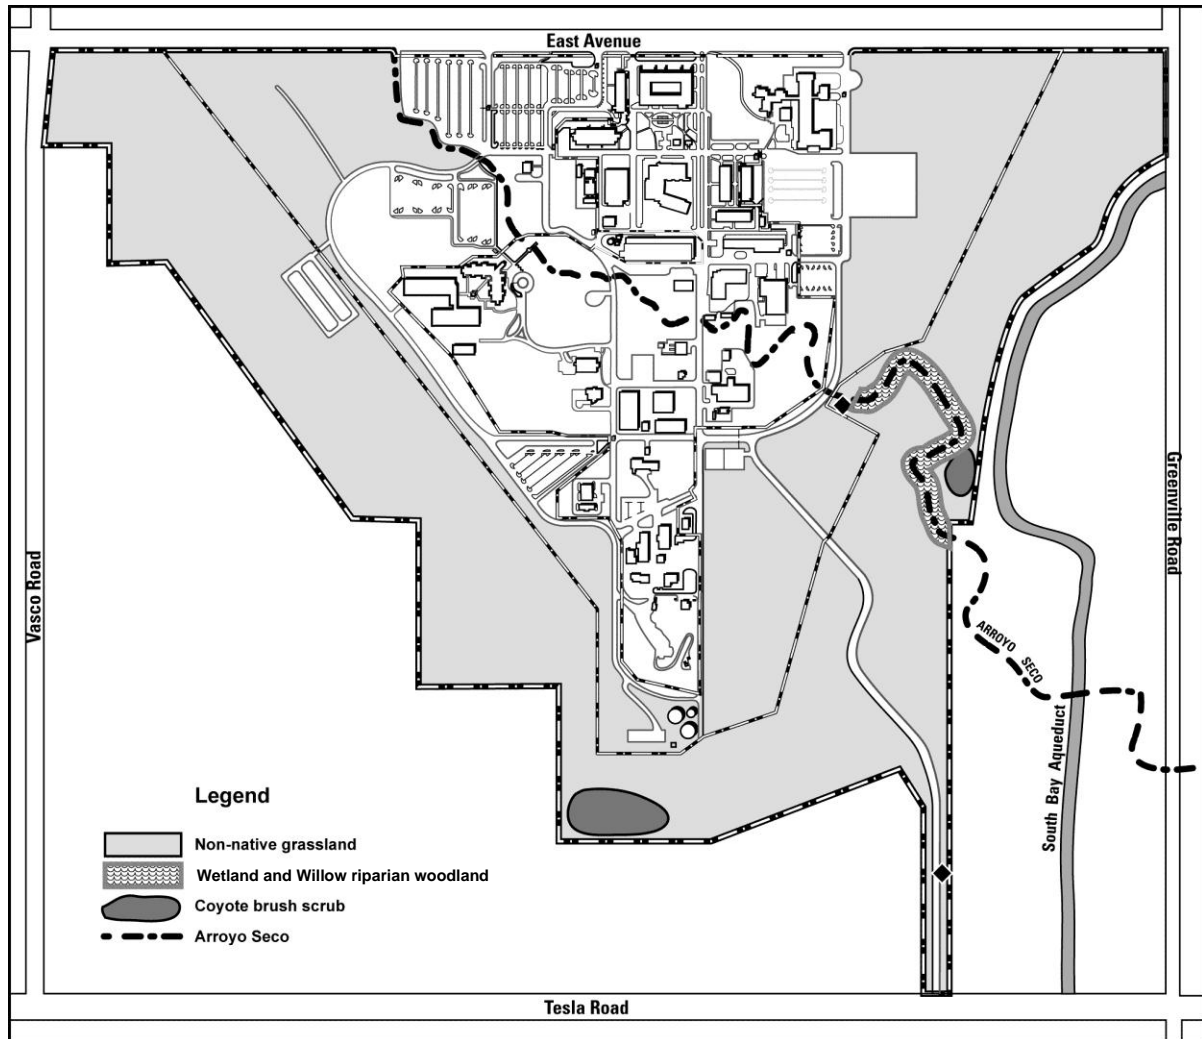 East Avenue
Vasco Road
Greenville Road
ARROYO SECO
South Bay Aqueduct
Legend
Non-native grassland
Wetland and Willow riparian woodland
Coyote brush scrub
Arroyo Seco
Tesla Road